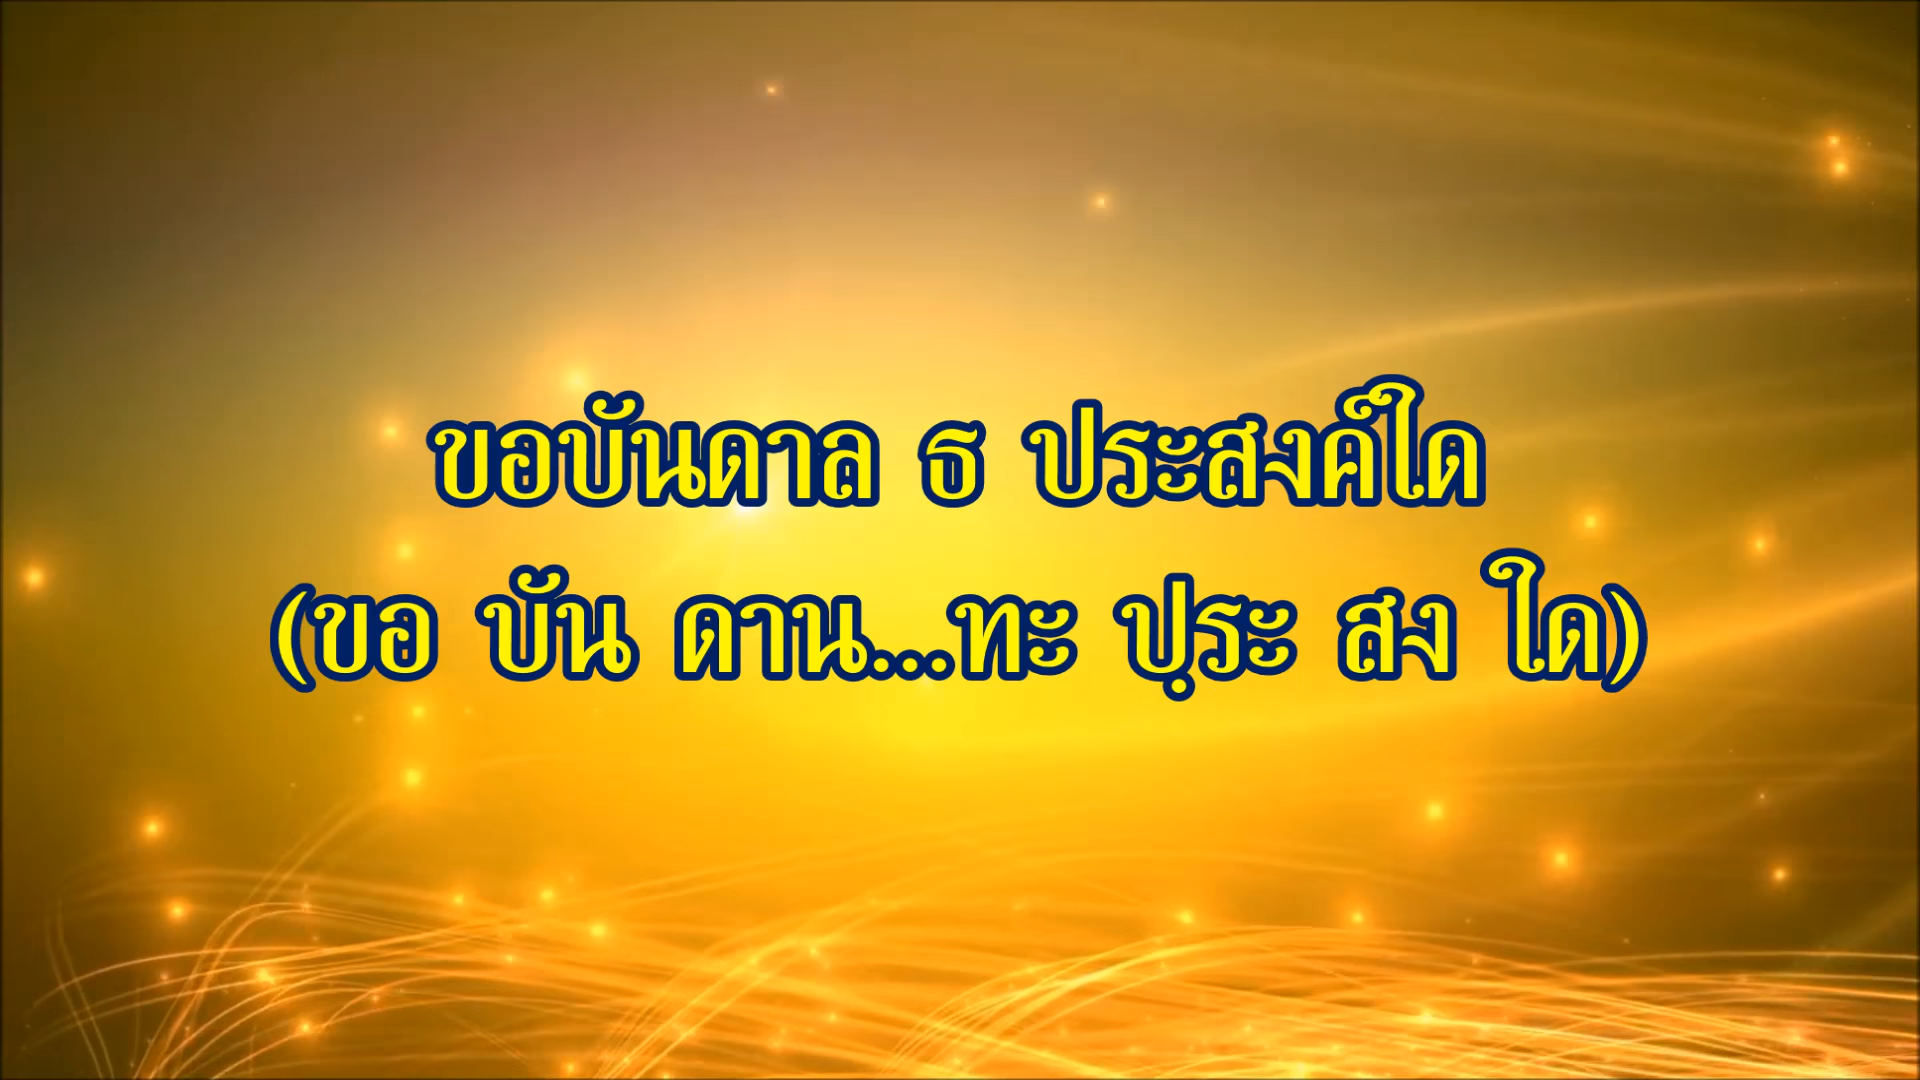 ขอบันดาล ธ ประสงค์ใด
(ขอ บัน ดาน...ทะ ปฺระ สง ใด)